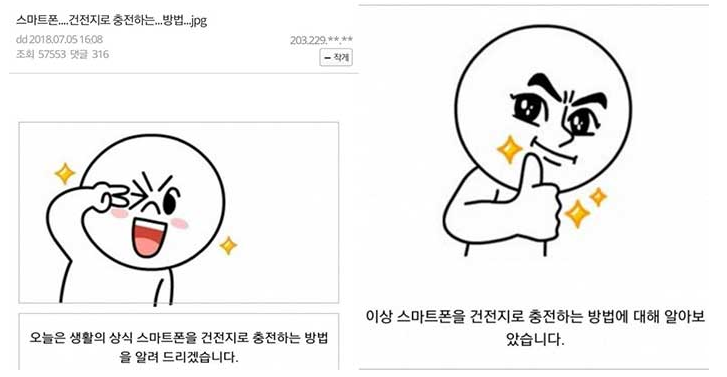 스마트폰....건전지로 충전하는...방법...jpg
dd 2018.07.05 16:08
203.229.**.**
조회 57553 댓글 316
− 작게
오늘은 생활의 상식 스마트폰을 건전지로 충전하는 방법
을 알려 드리겠습니다.
이상 스마트폰을 건전지로 충전하는 방법에 대해 알아보
았습니다.